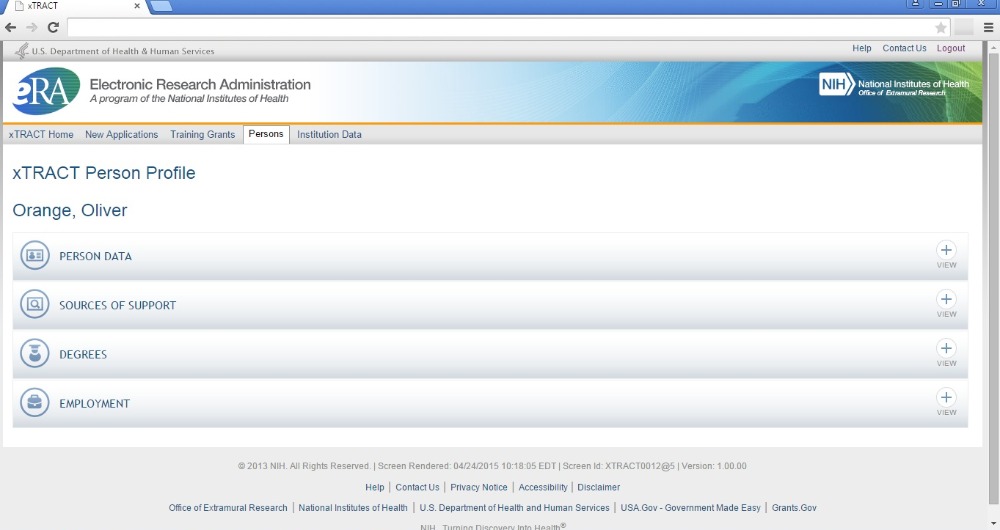 xTRACT
U.S. Department of Health & Human Services
Help Contact Us Logout
eRA
Electronic Research Administration
A program of the National Institutes of Health
NIH
National Institutes of Health
Office of Extramural Research
xTRACT Home New Applications Training Grants Persons Institution Data
xTRACT Person Profile
Orange, Oliver
PERSON DATA
VIEW
SOURCES OF SUPPORT
VIEW
DEGREES
VIEW
EMPLOYMENT
VIEW
© 2013 NIH. All Rights Reserved. | Screen Rendered: 04/24/2015 10:18:05 EDT | Screen Id: XTRACT0012@5 | Version: 1.00.00
Help | Contact Us | Privacy Notice | Accessibility | Disclaimer
Office of Extramural Research | National Institutes of Health | U.S. Department of Health and Human Services | USA.Gov - Government Made Easy | Grants.Gov
NIH... Turning Discovery Into Health®